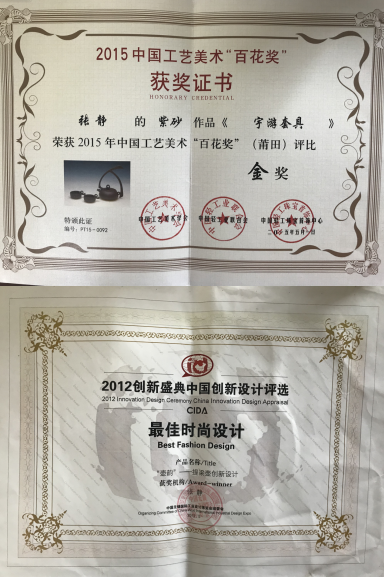 2015中国工艺美术“百花奖”
获奖证书
HONORARY CREDENTIAL
张静 的 紫砂 作品《 宇游套具 》
荣获 2015 年中国工艺美术“百花奖”（莆田）评比
金奖
特颁此证
编号：PT15-0092
2012创新盛典中国创新设计评选
2012 Innovation Design Ceremony China Innovation Design Appraisal
CIDA
最佳时尚设计
Best Fashion Design
产品名称/Title
获奖机构/Award-winner